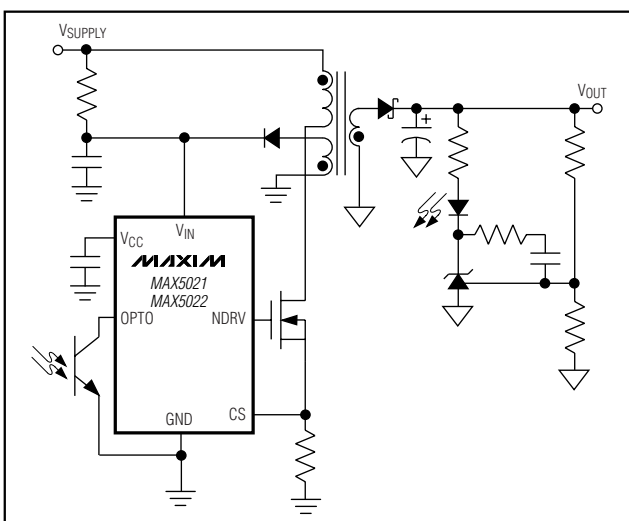 VSUPPLY
VOUT
+
VCC
VIN
MAXIM
MAX5021
MAX5022
OPTO
NDRV
CS
GND